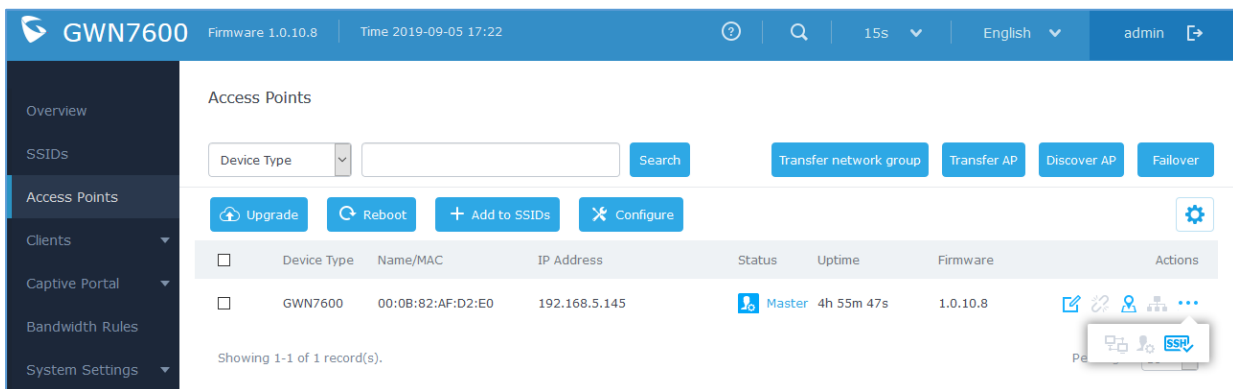 GWN7600 Firmware 1.0.10.8 Time 2019-09-05 17:22 15s English admin
Overview
SSIDs
Access Points
Clients
Captive Portal
Bandwidth Rules
System Settings
Access Points
Device Type Search Transfer network group Transfer AP Discover AP Failover
Upgrade Reboot Add to SSIDs Configure
Device Type Name/MAC IP Address Status Uptime Firmware Actions
GWN7600 00:0B:82:AF:D2:E0 192.168.5.145 Master 4h 55m 47s 1.0.10.8
SSH
Showing 1-1 of 1 record(s).